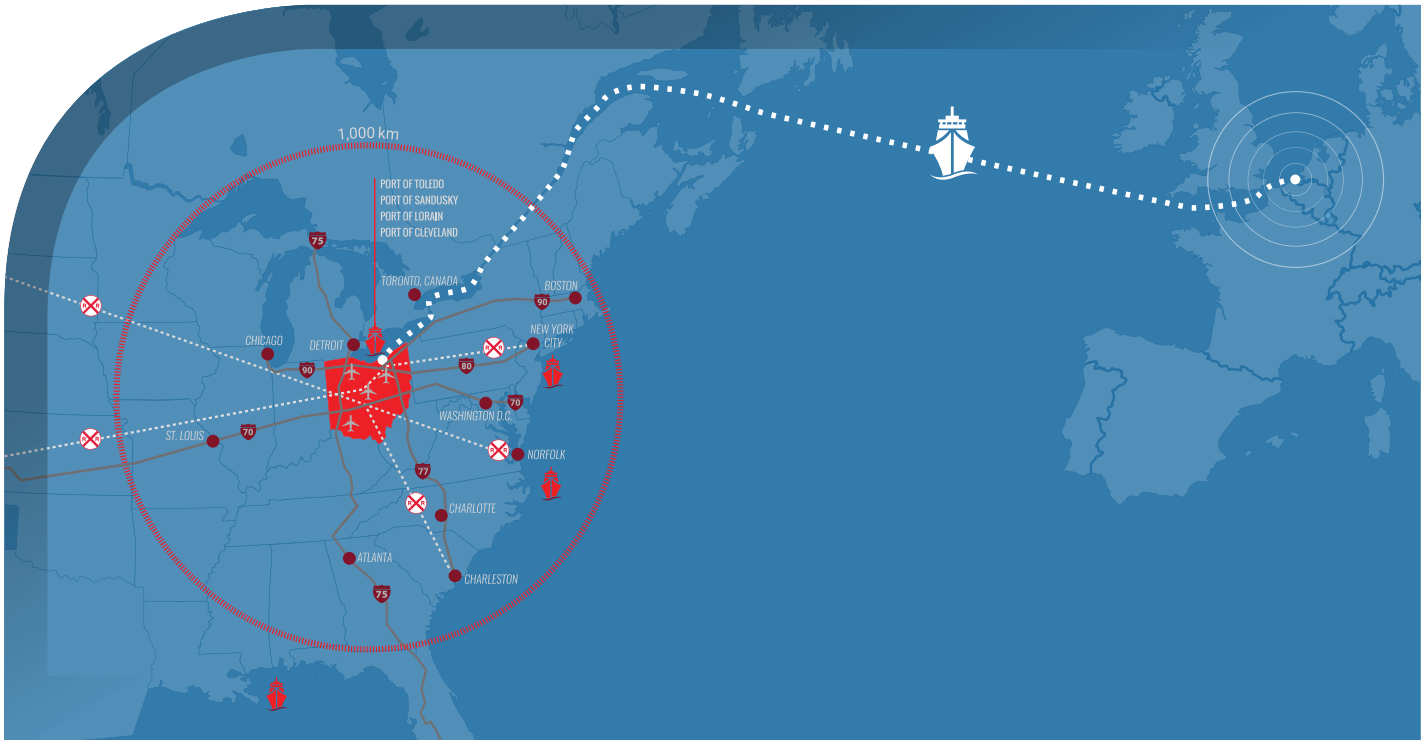 1,000 km
PORT OF TOLEDO
PORT OF SANDUSKY
PORT OF LORAIN
PORT OF CLEVELAND
75
TORONTO, CANADA
BOSTON
90
R R
NEW YORK
CITY
CHICAGO
DETROIT
R R
90
80
70
WASHINGTON D.C.
ST. LOUIS
70
R R
R R
NORFOLK
77
R R
CHARLOTTE
ATLANTA
CHARLESTON
75